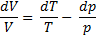 dV/V = dT/T − dp/p